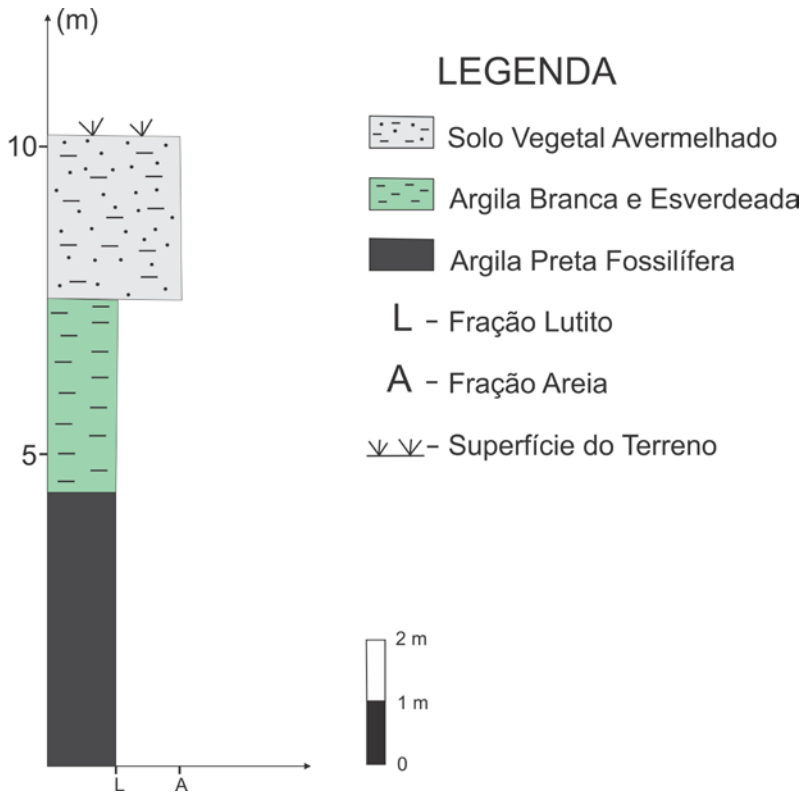 (m)
10
5
L
A
LEGENDA
Solo Vegetal Avermelhado
Argila Branca e Esverdeada
Argila Preta Fossilífera
L - Fração Lutito
A - Fração Areia
- Superfície do Terreno
2 m
1 m
0